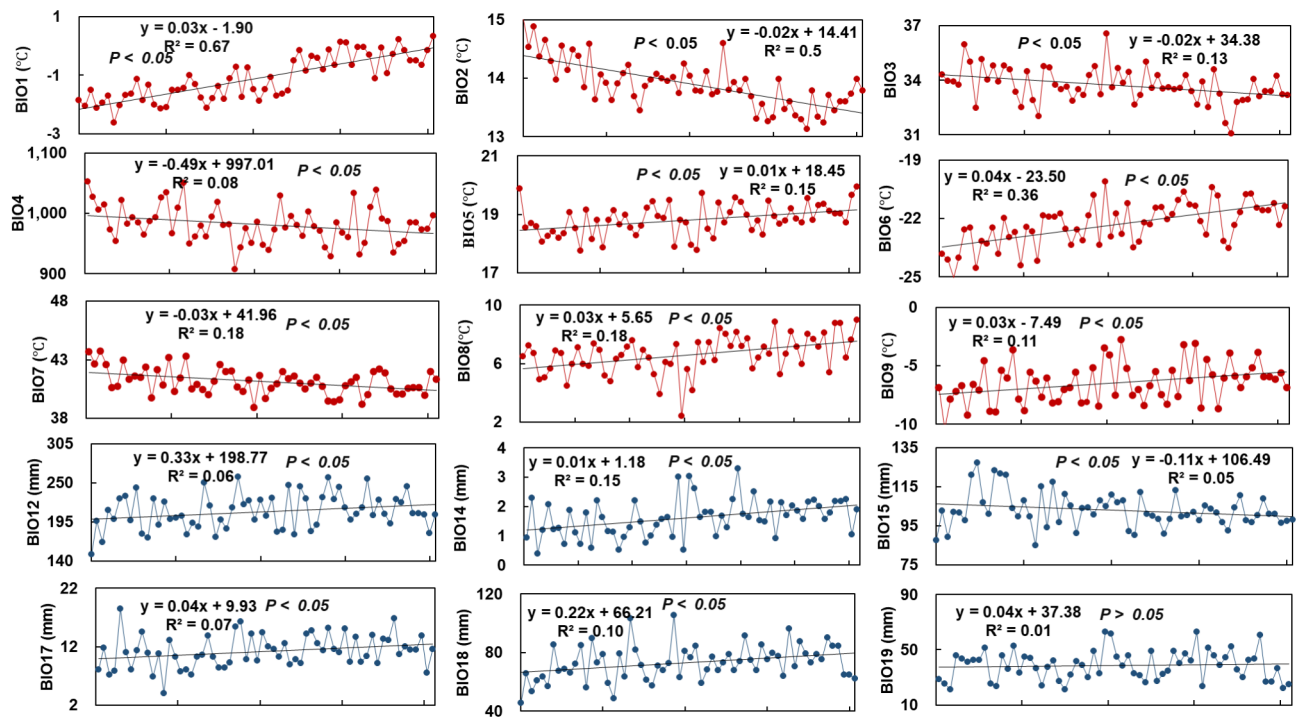 BIO1 (℃)
1
-1
-3
y = 0.03x - 1.90
R² = 0.67
P < 0.05
BIO2 (℃)
15
14
13
P < 0.05
y = -0.02x + 14.41
R² = 0.5
BIO3
37
34
31
P < 0.05
y = -0.02x + 34.38
R² = 0.13
BIO4
1,100
1,000
900
y = -0.49x + 997.01
R² = 0.08
P < 0.05
BIO5 (℃)
21
19
17
P < 0.05
y = 0.01x + 18.45
R² = 0.15
BIO6 (℃)
-19
-22
-25
y = 0.04x - 23.50
R² = 0.36
P < 0.05
BIO7 (℃)
48
43
38
y = -0.03x + 41.96
R² = 0.18
P < 0.05
BIO8(℃)
10
8
6
4
2
y = 0.03x + 5.65
R² = 0.18
P < 0.05
BIO9 (℃)
0
-5
-10
y = 0.03x - 7.49
R² = 0.11
P < 0.05
BIO12 (mm)
305
250
195
140
y = 0.33x + 198.77
R² = 0.06
P < 0.05
BIO14 (mm)
4
3
2
1
0
y = 0.01x + 1.18
R² = 0.15
P < 0.05
BIO15 (mm)
135
115
95
75
P < 0.05
y = -0.11x + 106.49
R² = 0.05
BIO17 (mm)
22
12
2
y = 0.04x + 9.93
R² = 0.07
P < 0.05
BIO18 (mm)
120
80
40
y = 0.22x + 66.21
R² = 0.10
P < 0.05
BIO19 (mm)
90
50
10
y = 0.04x + 37.38
R² = 0.01
P > 0.05